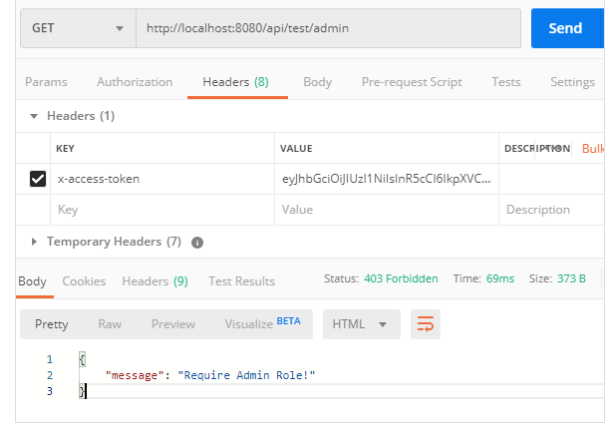 GET http://localhost:8080/api/test/admin Send
Params Authorization Headers (8) Body Pre-request Script Tests Settings
Headers (1)
KEY VALUE DESCRIPTION Bulk
x-access-token eyJhbGciOiJIUzI1NiIsInR5cCI6IkpXVC...
Key Value Description
Temporary Headers (7)
Body Cookies Headers (9) Test Results Status: 403 Forbidden Time: 69ms Size: 373 B
Pretty Raw Preview Visualize BETA HTML
1 {
2 "message": "Require Admin Role!"
3 }